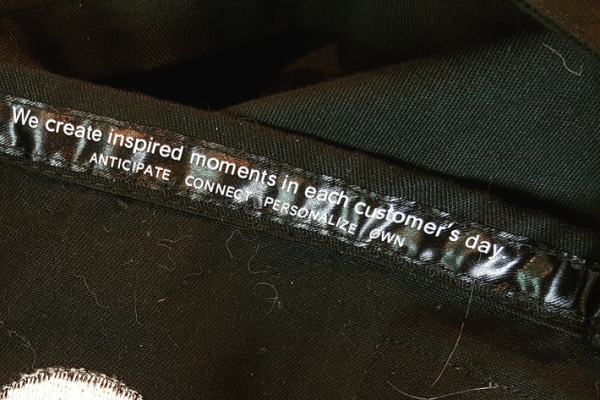 We create inspired moments in each customer's day
ANTICIPATE CONNECT PERSONALIZE OWN